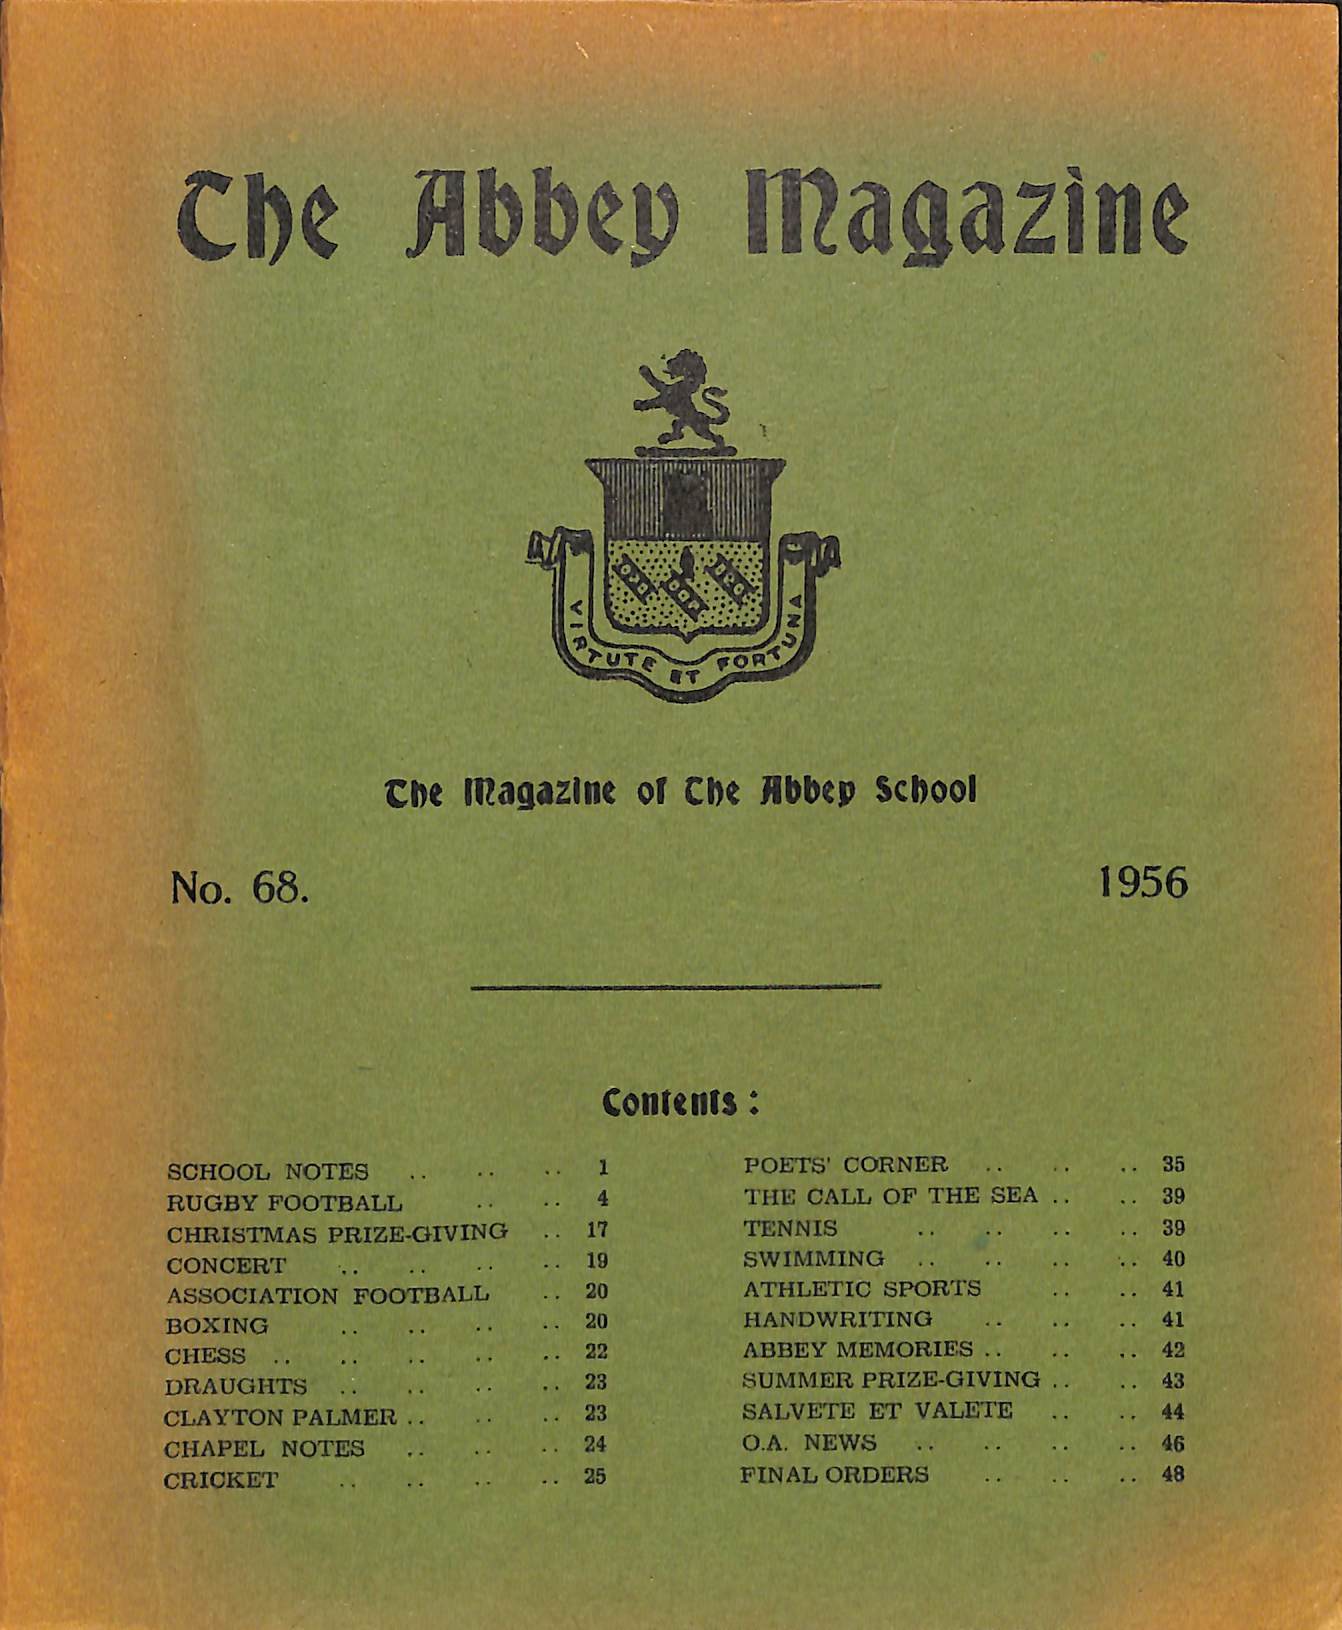 The Abbey Magazine
VIRTUTE ET FORTUNA
The Magazine of The Abbey School
No. 68.
1956
Contents :
SCHOOL NOTES .. .. .. 1
RUGBY FOOTBALL .. .. 4
CHRISTMAS PRIZE-GIVING .. 17
CONCERT .. .. .. .. 19
ASSOCIATION FOOTBALL .. 20
BOXING .. .. .. .. 20
CHESS .. .. .. .. .. 22
DRAUGHTS .. .. .. .. 23
CLAYTON PALMER .. .. .. 23
CHAPEL NOTES .. .. .. 24
CRICKET .. .. .. .. 25
POETS' CORNER .. .. .. 35
THE CALL OF THE SEA .. .. 39
TENNIS .. .. .. .. 39
SWIMMING .. .. .. .. 40
ATHLETIC SPORTS .. .. 41
HANDWRITING .. .. .. 41
ABBEY MEMORIES .. .. .. 42
SUMMER PRIZE-GIVING .. .. 43
SALVETE ET VALETE .. .. 44
O.A. NEWS .. .. .. .. 46
FINAL ORDERS .. .. .. 48